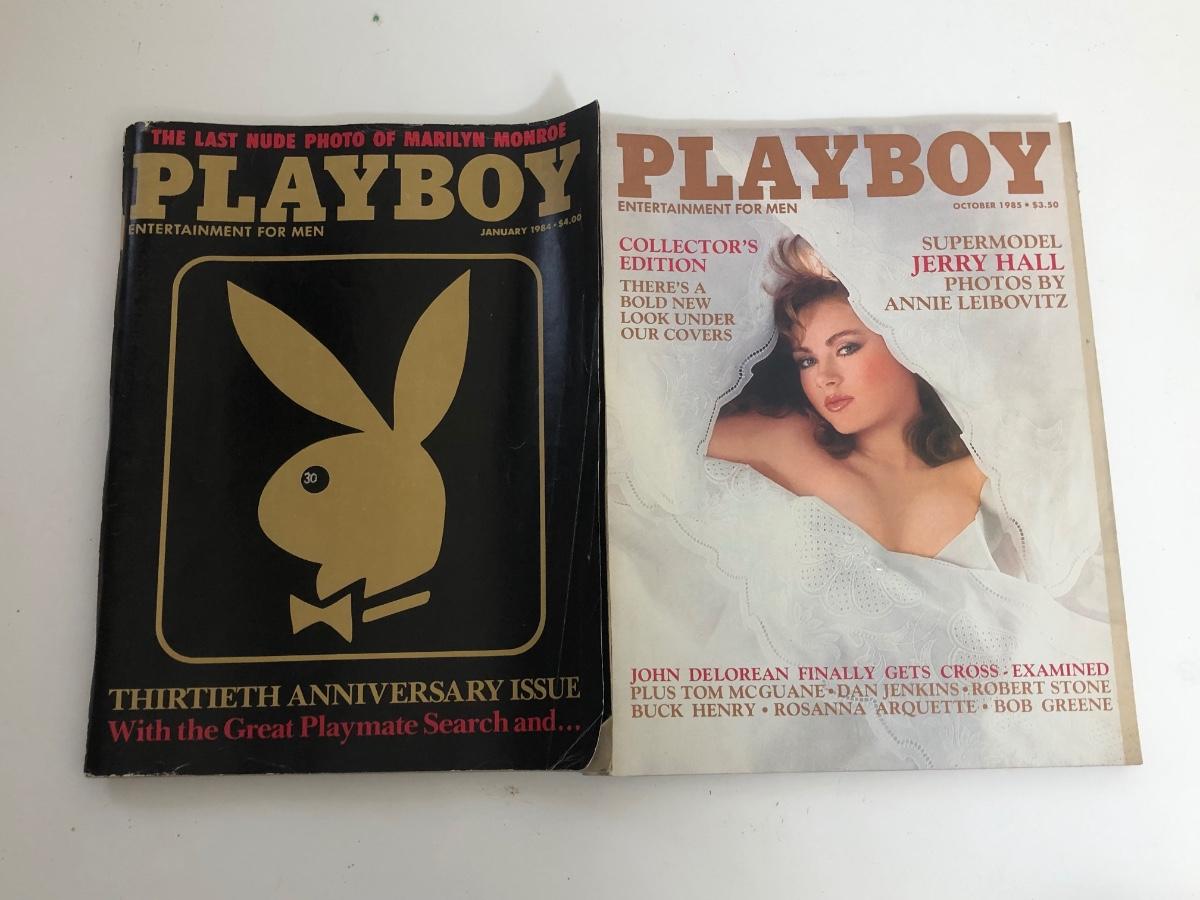 THE LAST NUDE PHOTO OF MARILYN MONROE
PLAYBOY
ENTERTAINMENT FOR MEN
JANUARY 1984 • $4.00
30
THIRTIETH ANNIVERSARY ISSUE
With the Great Playmate Search and...
PLAYBOY
ENTERTAINMENT FOR MEN
OCTOBER 1985 • $3.50
COLLECTOR'S
EDITION
THERE'S A
BOLD NEW
LOOK UNDER
OUR COVERS
SUPERMODEL
JERRY HALL
PHOTOS BY
ANNIE LEIBOVITZ
JOHN DELOREAN FINALLY GETS CROSS-EXAMINED
PLUS TOM MCGUANE • DAN JENKINS • ROBERT STONE
BUCK HENRY • ROSANNA ARQUETTE • BOB GREENE